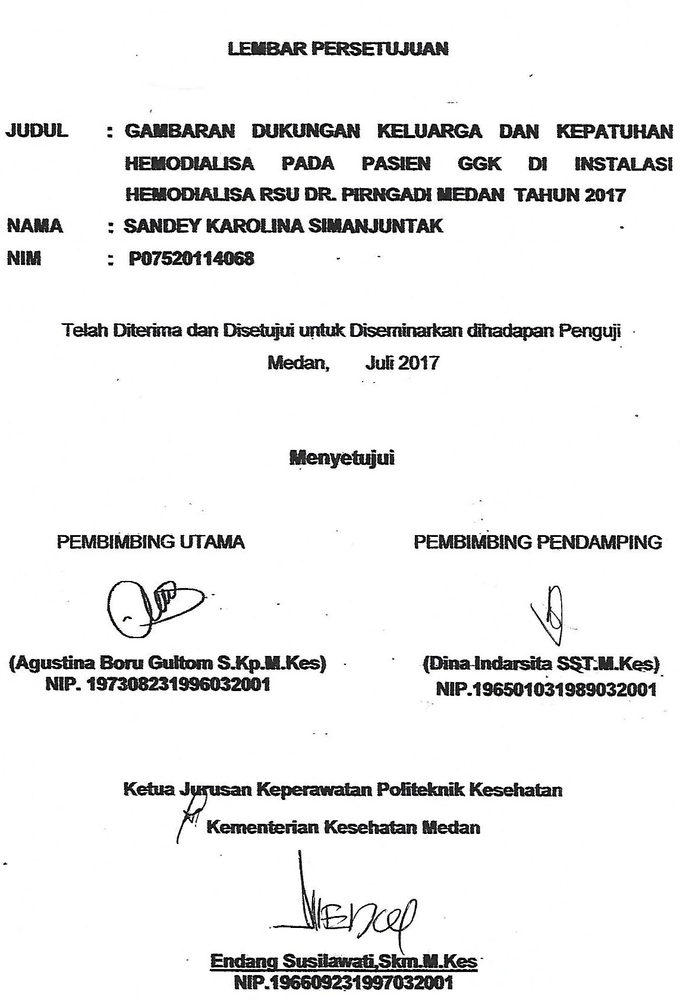 LEMBAR PERSETUJUAN
JUDUL : GAMBARAN DUKUNGAN KELUARGA DAN KEPATUHAN
HEMODIALISA PADA PASIEN GGK DI INSTALASI
HEMODIALISA RSU DR. PIRNGADI MEDAN TAHUN 2017
NAMA : SANDEY KAROLINA SIMANJUNTAK
NIM : P07520114068
Telah Diterima dan Disetujui untuk Diseminarkan dihadapan Penguji
Medan, Juli 2017
Menyetujui
PEMBIMBING UTAMA PEMBIMBING PENDAMPING
(Agustina Boru Gultom S.Kp.M.Kes) (Dina Indarsita SST.M.Kes)
NIP. 197308231996032001 NIP.196501031989032001
Ketua Jurusan Keperawatan Politeknik Kesehatan
Kementerian Kesehatan Medan
Endang Susilawati,Skm.M.Kes
NIP.196609231997032001